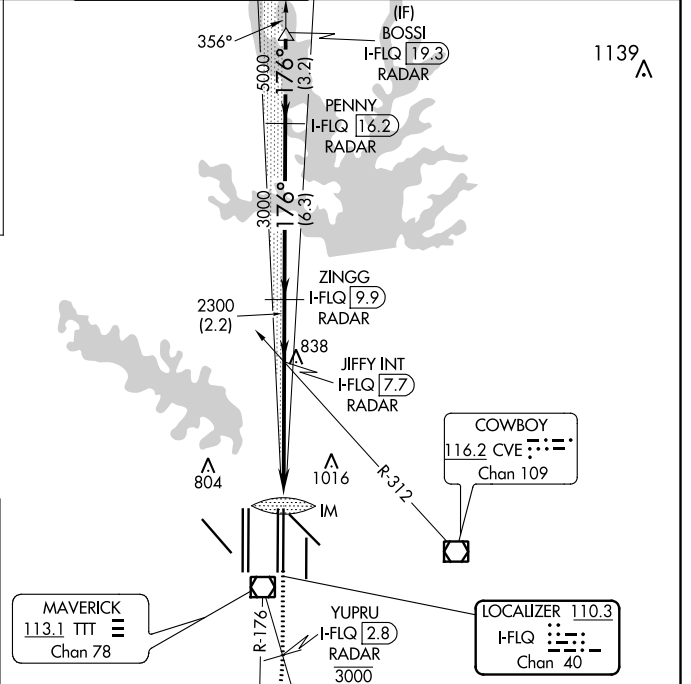 (IF)
BOSSI
I-FLQ 19.3
RADAR
356°
5000
176°
(3.2)
1139
PENNY
I-FLQ 16.2
RADAR
3000
176°
(6.3)
ZINGG
I-FLQ 9.9
RADAR
2300
(2.2)
838
JIFFY INT
I-FLQ 7.7
RADAR
COWBOY
116.2 CVE
Chan 109
R-312
804
1016
IM
MAVERICK
113.1 TTT
Chan 78
R-176
YUPRU
I-FLQ 2.8
RADAR
3000
LOCALIZER 110.3
I-FLQ
Chan 40